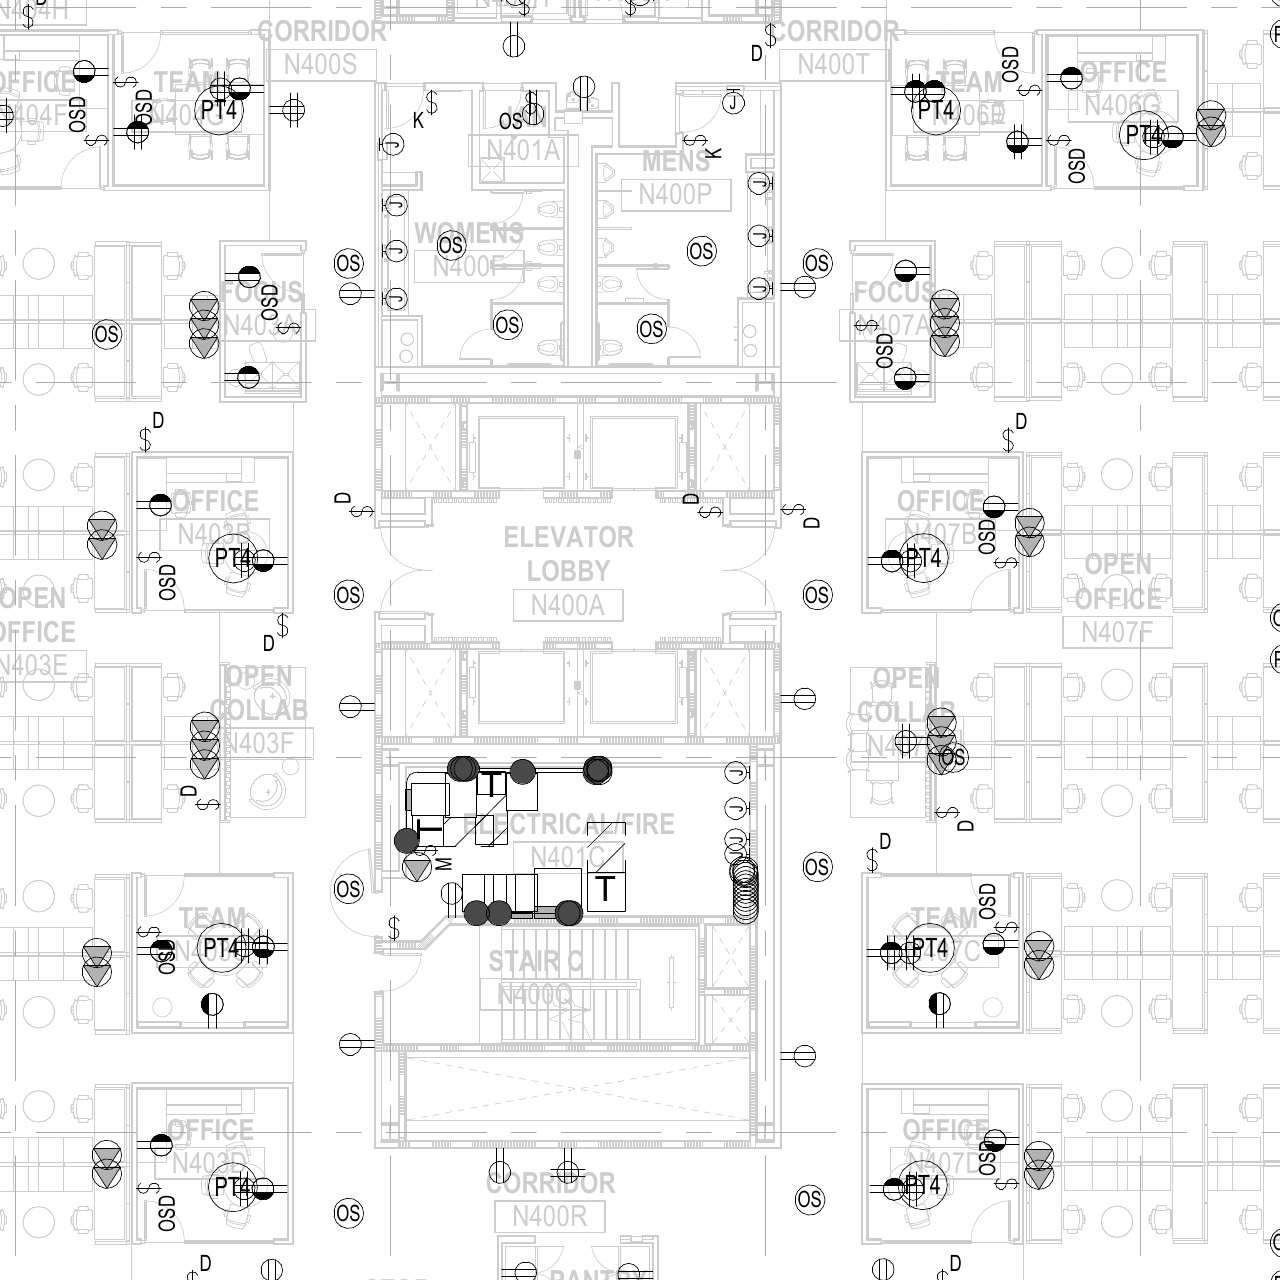 D
$
CORRIDOR
N400S
D
$
CORRIDOR
N400T
OFFICE
OSD
$
OSD
$
TEAM
PT4
K
$
OS
$
N401A
J
J
$
K
MENS
N400P
TEAM
PT4
OSD
$
OFFICE
N406G
PT4
$
OSD
J
J
J
J
J
J
J
WOMENS
OS
OS
OS
OS
OS
OS
OS
FOCUS
N403A
OSD
$
FOCUS
N407A
$
OSD
D
$
D
$
OFFICE
N403B
PT4
$
OSD
D
$
D
$
$
D
ELEVATOR
LOBBY
N400A
OFFICE
N407B
PT4
OSD
$
OPEN
OFFICE
N407F
OPEN
OFFICE
N403E
OS
OS
$
D
OPEN
COLLAB
N403F
D
$
OPEN
COLLAB
OS
$
D
T
T
ELECTRICAL/FIRE
N401C
T
J
J
J
J
$
M
$
OS
OS
D
$
TEAM
PT4
$
OSD
STAIR C
N400Q
TEAM
PT4
OSD
$
OFFICE
N403D
PT4
$
OSD
OS
CORRIDOR
N400R
OS
OFFICE
N407D
PT4
OSD
$
D
$
D
$
PANTRY